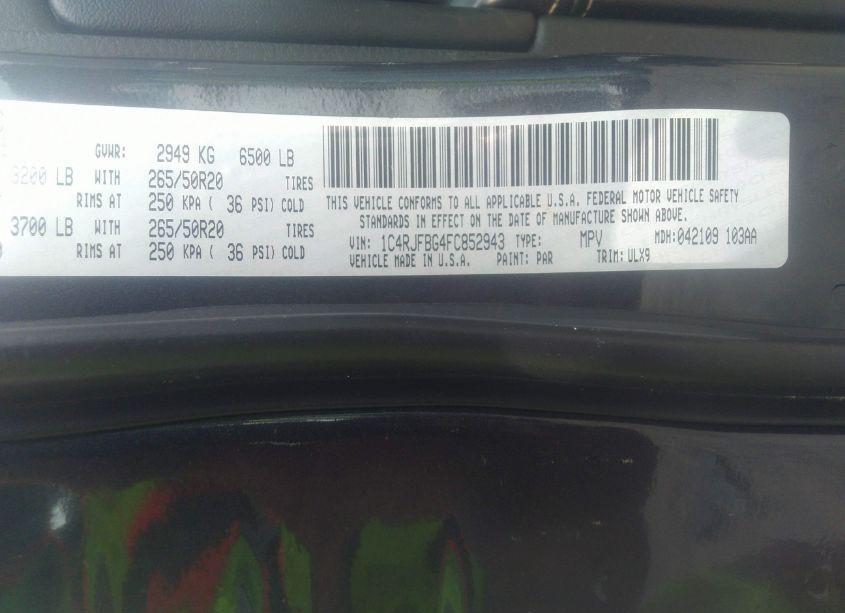 GVWR: 2949 KG 6500 LB
3200 LB WITH 265/50R20 TIRES
RIMS AT 250 KPA ( 36 PSI) COLD
3700 LB WITH 265/50R20 TIRES
RIMS AT 250 KPA ( 36 PSI) COLD
THIS VEHICLE CONFORMS TO ALL APPLICABLE U.S.A. FEDERAL MOTOR VEHICLE SAFETY
STANDARDS IN EFFECT ON THE DATE OF MANUFACTURE SHOWN ABOVE.
VIN: 1C4RJFBG4FC852943 TYPE: MPV MDH:042109 103AA
VEHICLE MADE IN U.S.A. PAINT: PAR TRIM: ULX9